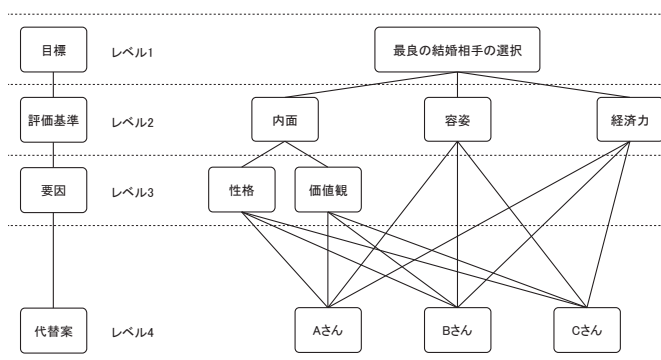 目標
レベル1
最良の結婚相手の選択
評価基準
レベル2
内面
容姿
経済力
要因
レベル3
性格
価値観
代替案
レベル4
Aさん
Bさん
Cさん